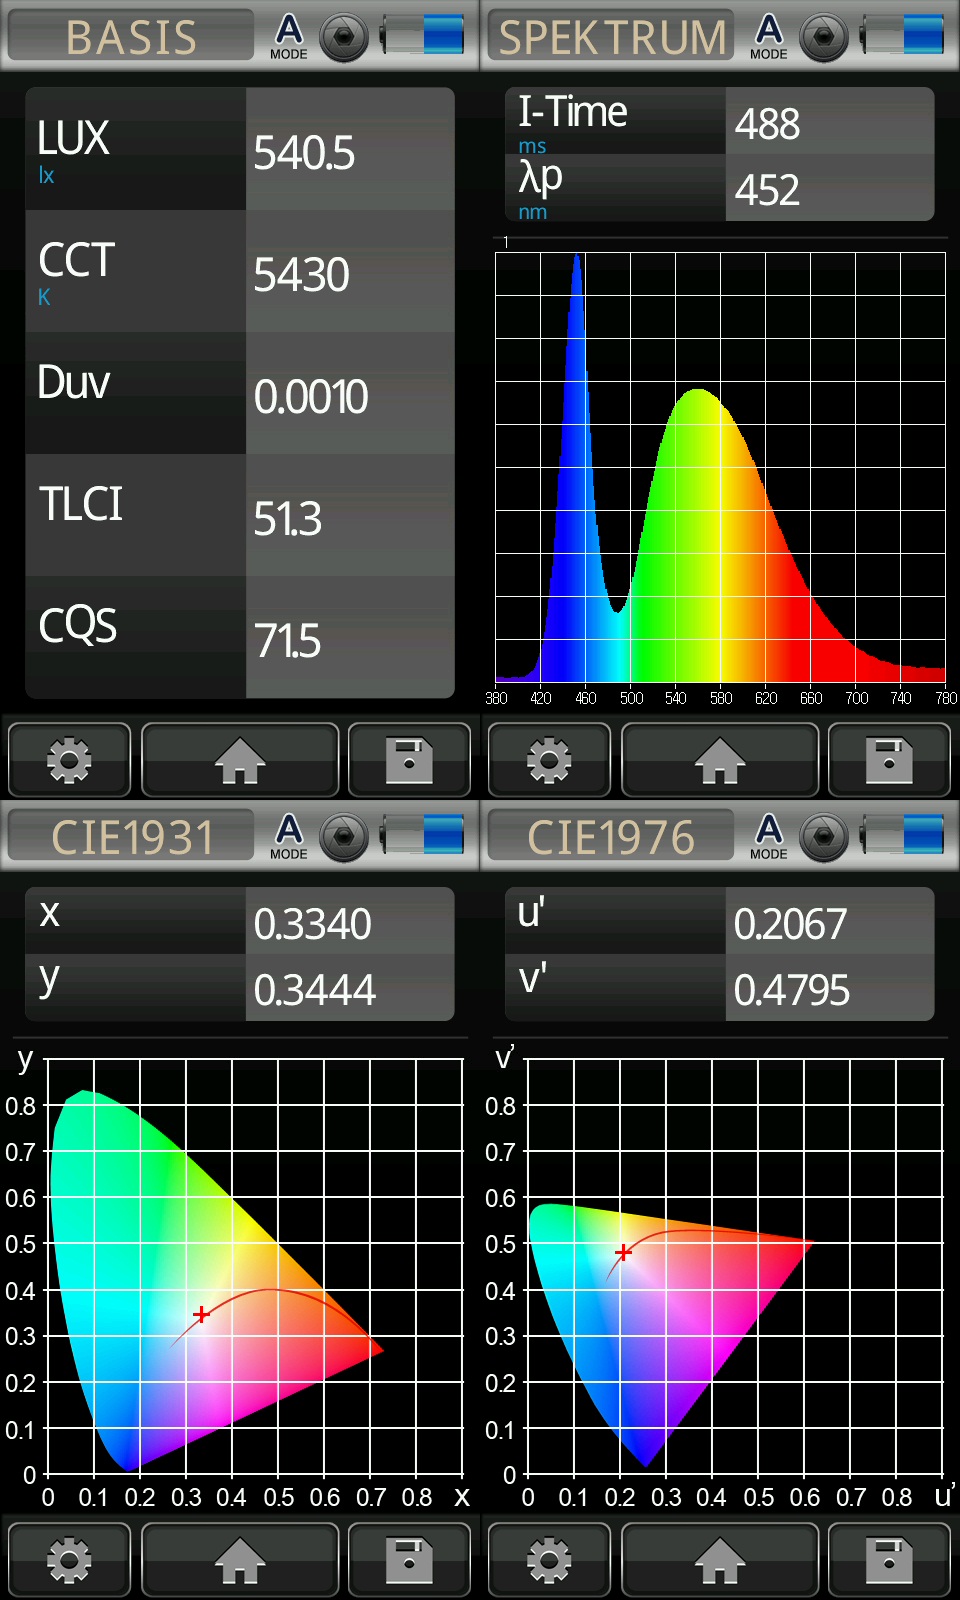 BASIS
A
MODE
LUX
lx
540.5
CCT
K
5430
Duv
0.0010
TLCI
51.3
CQS
71.5
SPEKTRUM
A
MODE
I-Time
ms
488
λp
nm
452
1
380 420 460 500 540 580 620 660 700 740 780
CIE1931
A
MODE
x
0.3340
y
0.3444
y
0.8
0.7
0.6
0.5
0.4
0.3
0.2
0.1
0
0 0.1 0.2 0.3 0.4 0.5 0.6 0.7 0.8 x
CIE1976
A
MODE
u'
0.2067
v'
0.4795
v'
0.8
0.7
0.6
0.5
0.4
0.3
0.2
0.1
0
0 0.1 0.2 0.3 0.4 0.5 0.6 0.7 0.8 u'